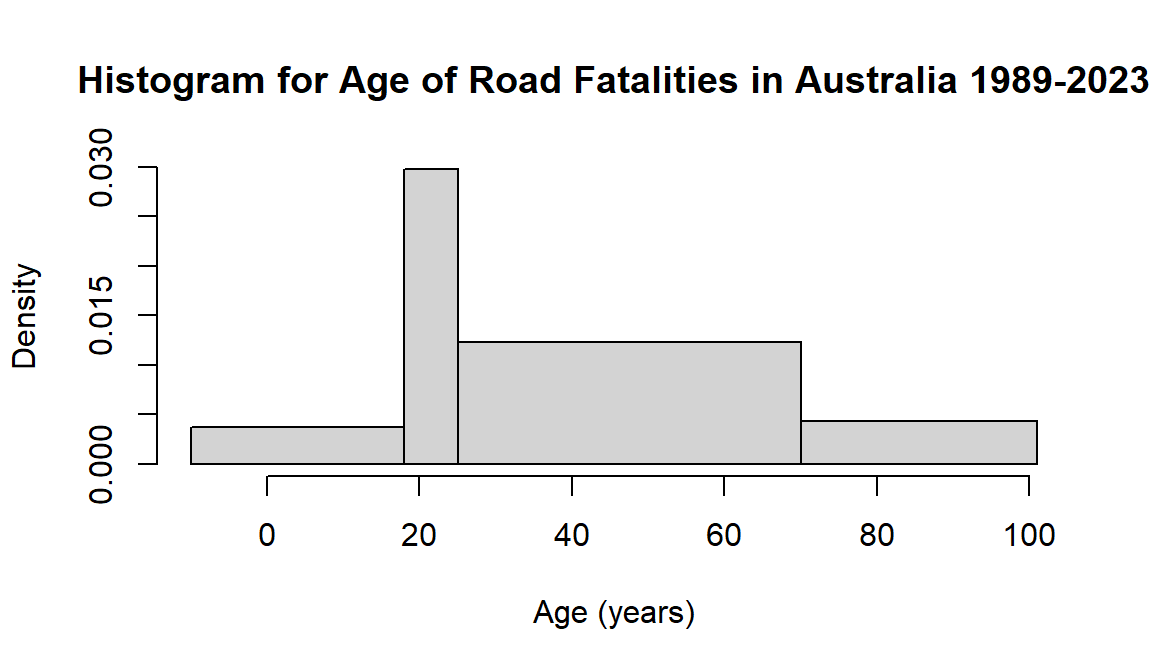 Histogram for Age of Road Fatalities in Australia 1989-2023
0.030
0.015
0.000
Density
0 20 40 60 80 100
Age (years)